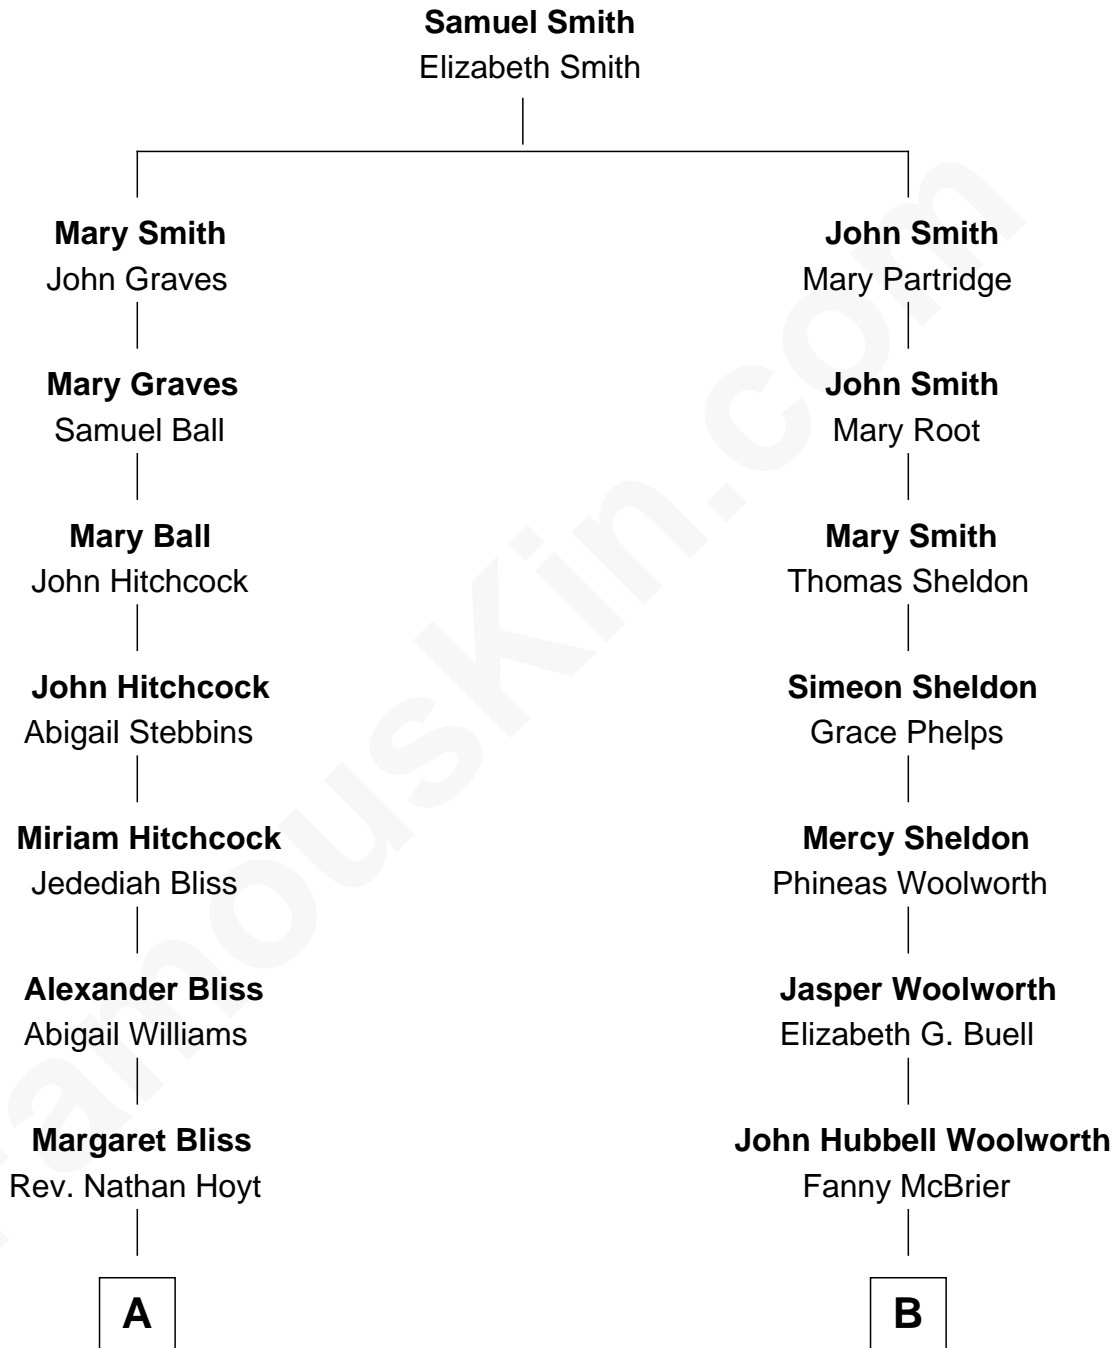 Samuel Smith
Elizabeth Smith
Mary Smith
John Graves
John Smith
Mary Partridge
Mary Graves
Samuel Ball
John Smith
Mary Root
Mary Ball
John Hitchcock
Mary Smith
Thomas Sheldon
John Hitchcock
Abigail Stebbins
Simeon Sheldon
Grace Phelps
Miriam Hitchcock
Jedediah Bliss
Mercy Sheldon
Phineas Woolworth
Alexander Bliss
Abigail Williams
Jasper Woolworth
Elizabeth G. Buell
Margaret Bliss
Rev. Nathan Hoyt
John Hubbell Woolworth
Fanny McBrier
A
B
FamousKin.com